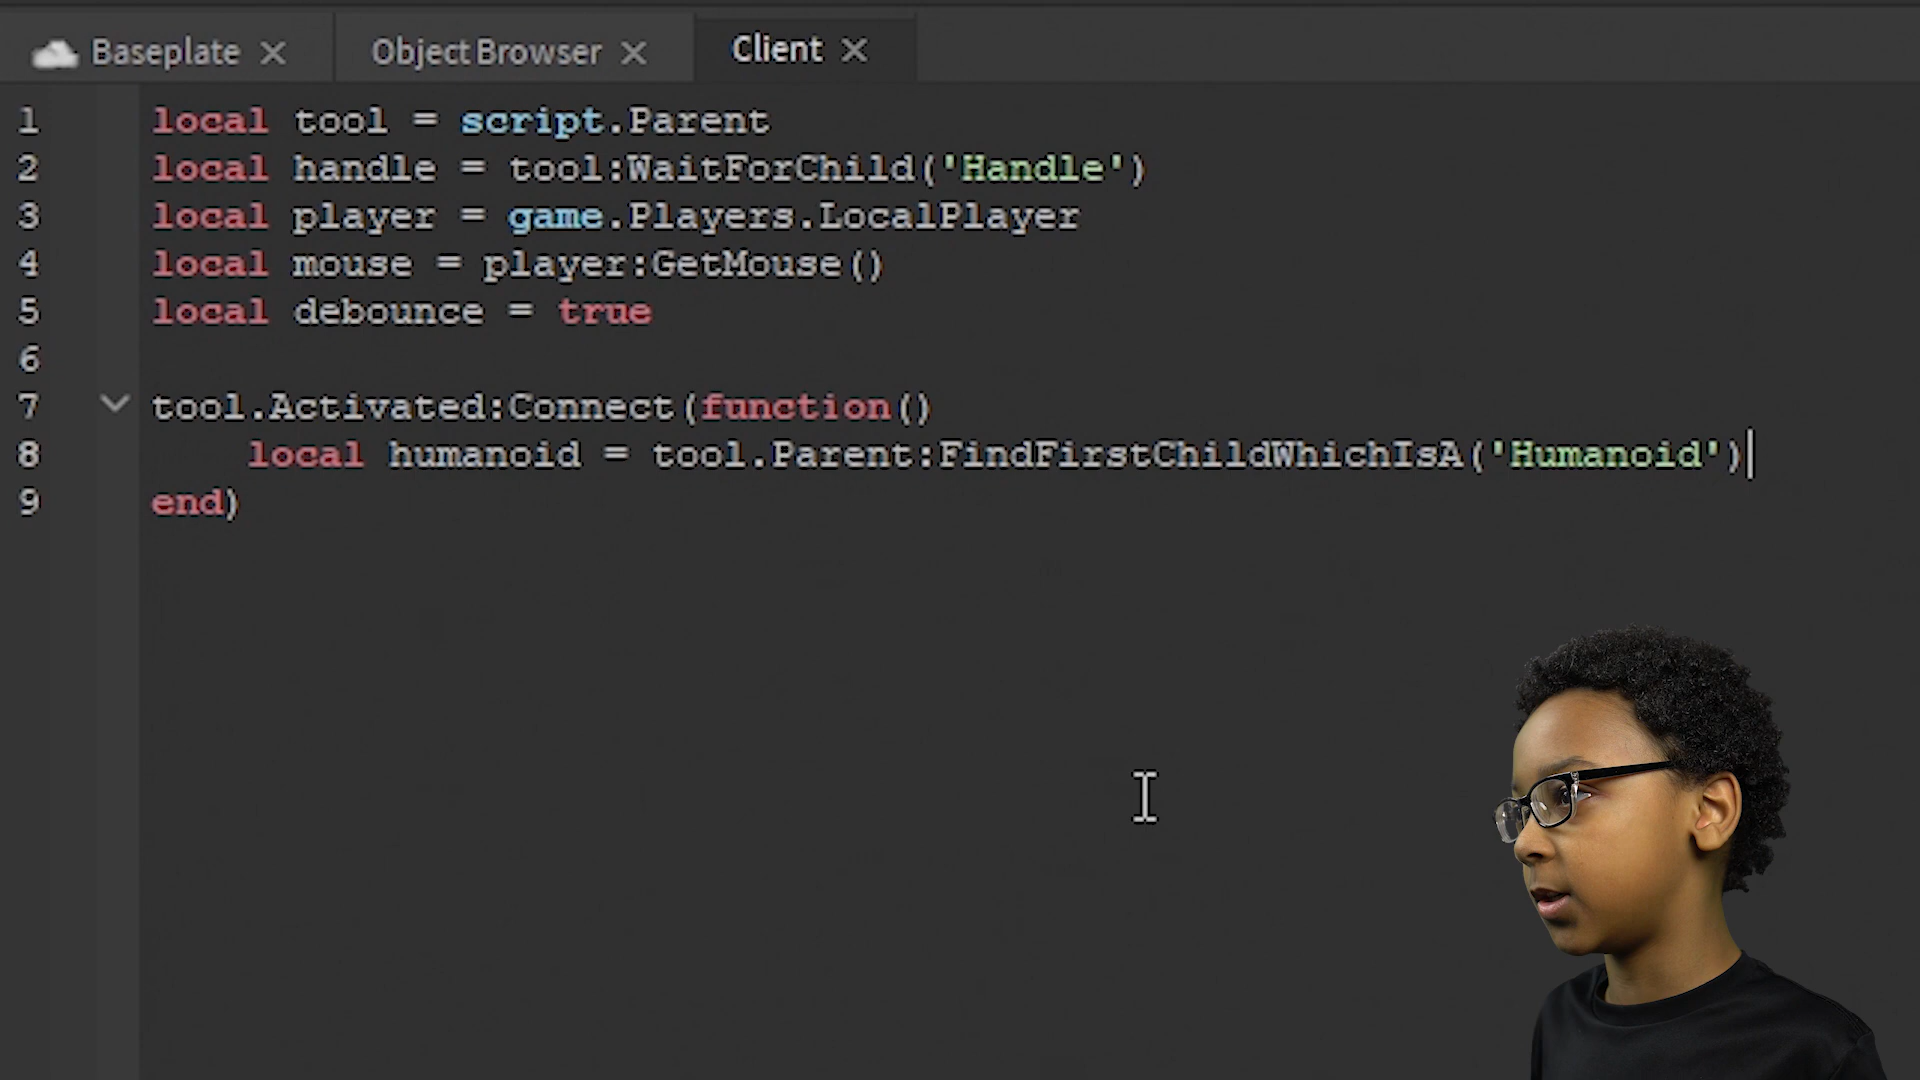 Baseplate × Object Browser × Client ×
1 local tool = script.Parent
2 local handle = tool:WaitForChild('Handle')
3 local player = game.Players.LocalPlayer
4 local mouse = player:GetMouse()
5 local debounce = true
6
7 tool.Activated:Connect(function()
8 local humanoid = tool.Parent:FindFirstChildWhichIsA('Humanoid')
9 end)